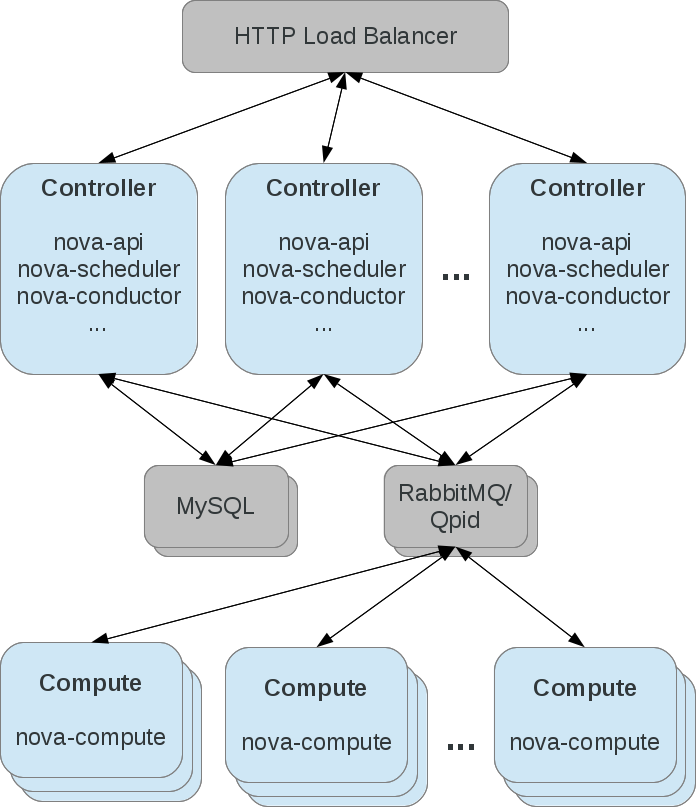 HTTP Load Balancer
Controller
nova-api
nova-scheduler
nova-conductor
...
Controller
nova-api
nova-scheduler
nova-conductor
...
...
Controller
nova-api
nova-scheduler
nova-conductor
...
MySQL
RabbitMQ/
Qpid
Compute
nova-compute
Compute
nova-compute
...
Compute
nova-compute